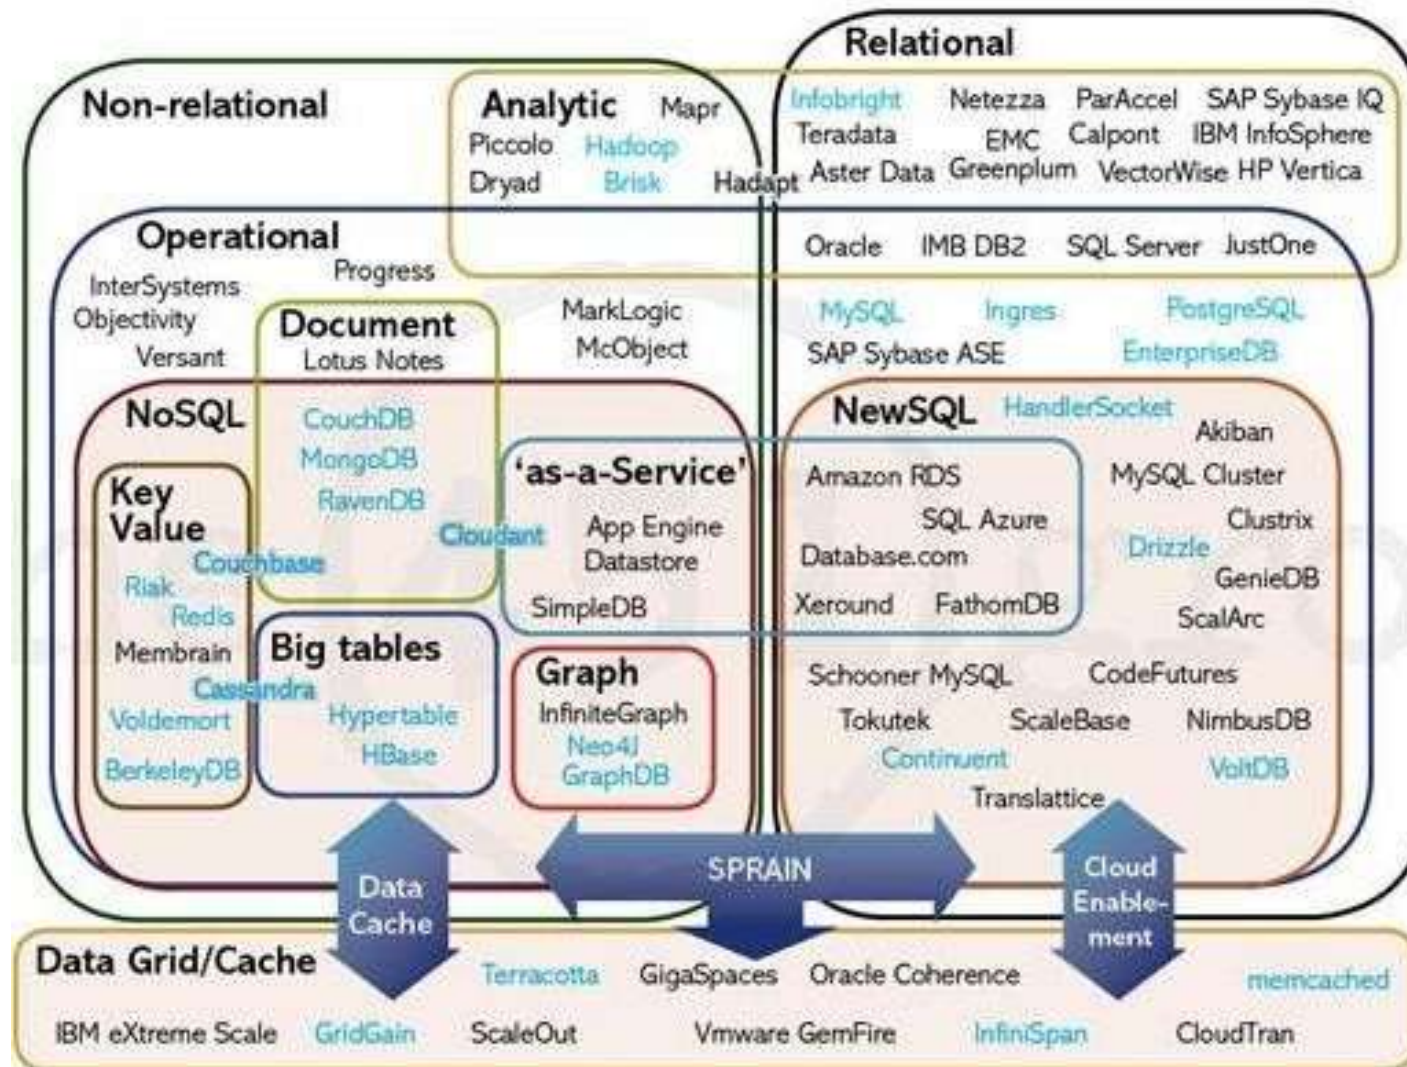 Relational
Non-relational
Analytic
Mapr
Piccolo
Hadoop
Dryad
Brisk
Hadapt
Infobright
Netezza
ParAccel
SAP Sybase IQ
Teradata
EMC
Calpont
IBM InfoSphere
Aster Data
Greenplum
VectorWise
HP Vertica
Operational
Oracle
IMB DB2
SQL Server
JustOne
InterSystems
Progress
Objectivity
Versant
Document
Lotus Notes
MarkLogic
McObject
MySQL
Ingres
PostgreSQL
SAP Sybase ASE
EnterpriseDB
NoSQL
CouchDB
MongoDB
RavenDB
Cloudant
Key
Value
Couchbase
Riak
Redis
Membrain
Cassandra
Voldemort
BerkeleyDB
Big tables
Hypertable
HBase
'as-a-Service'
App Engine
Datastore
SimpleDB
Graph
InfiniteGraph
Neo4J
GraphDB
NewSQL
HandlerSocket
Akiban
Amazon RDS
MySQL Cluster
SQL Azure
Clustrix
Database.com
Drizzle
GenieDB
Xeround
FathomDB
ScalArc
Schooner MySQL
CodeFutures
Tokutek
ScaleBase
NimbusDB
Continuent
VoltDB
Translattice
Data
Cache
SPRAIN
Cloud
Enable-
ment
Data Grid/Cache
Terracotta
GigaSpaces
Oracle Coherence
memcached
IBM eXtreme Scale
GridGain
ScaleOut
Vmware GemFire
InfiniSpan
CloudTran